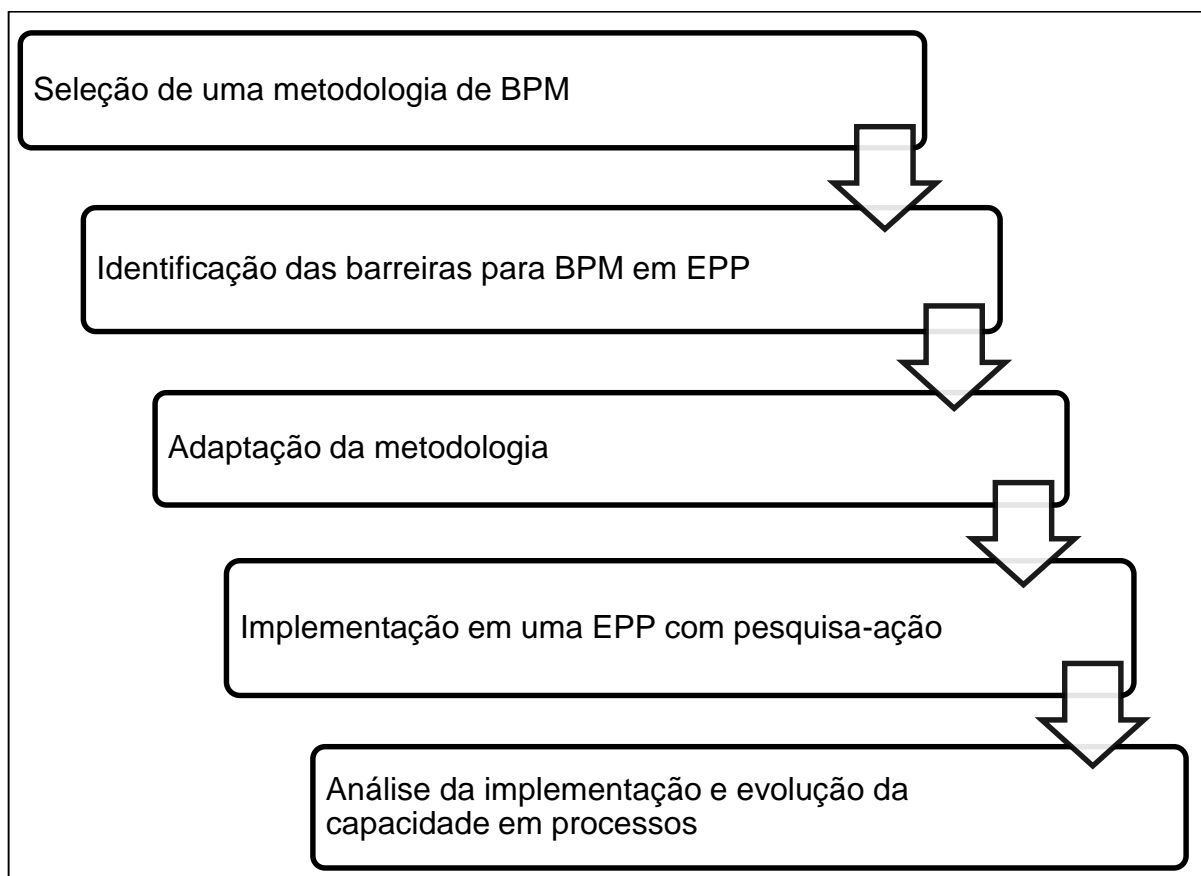 Seleção de uma metodologia de BPM
Identificação das barreiras para BPM em EPP
Adaptação da metodologia
Implementação em uma EPP com pesquisa-ação
Análise da implementação e evolução da
capacidade em processos